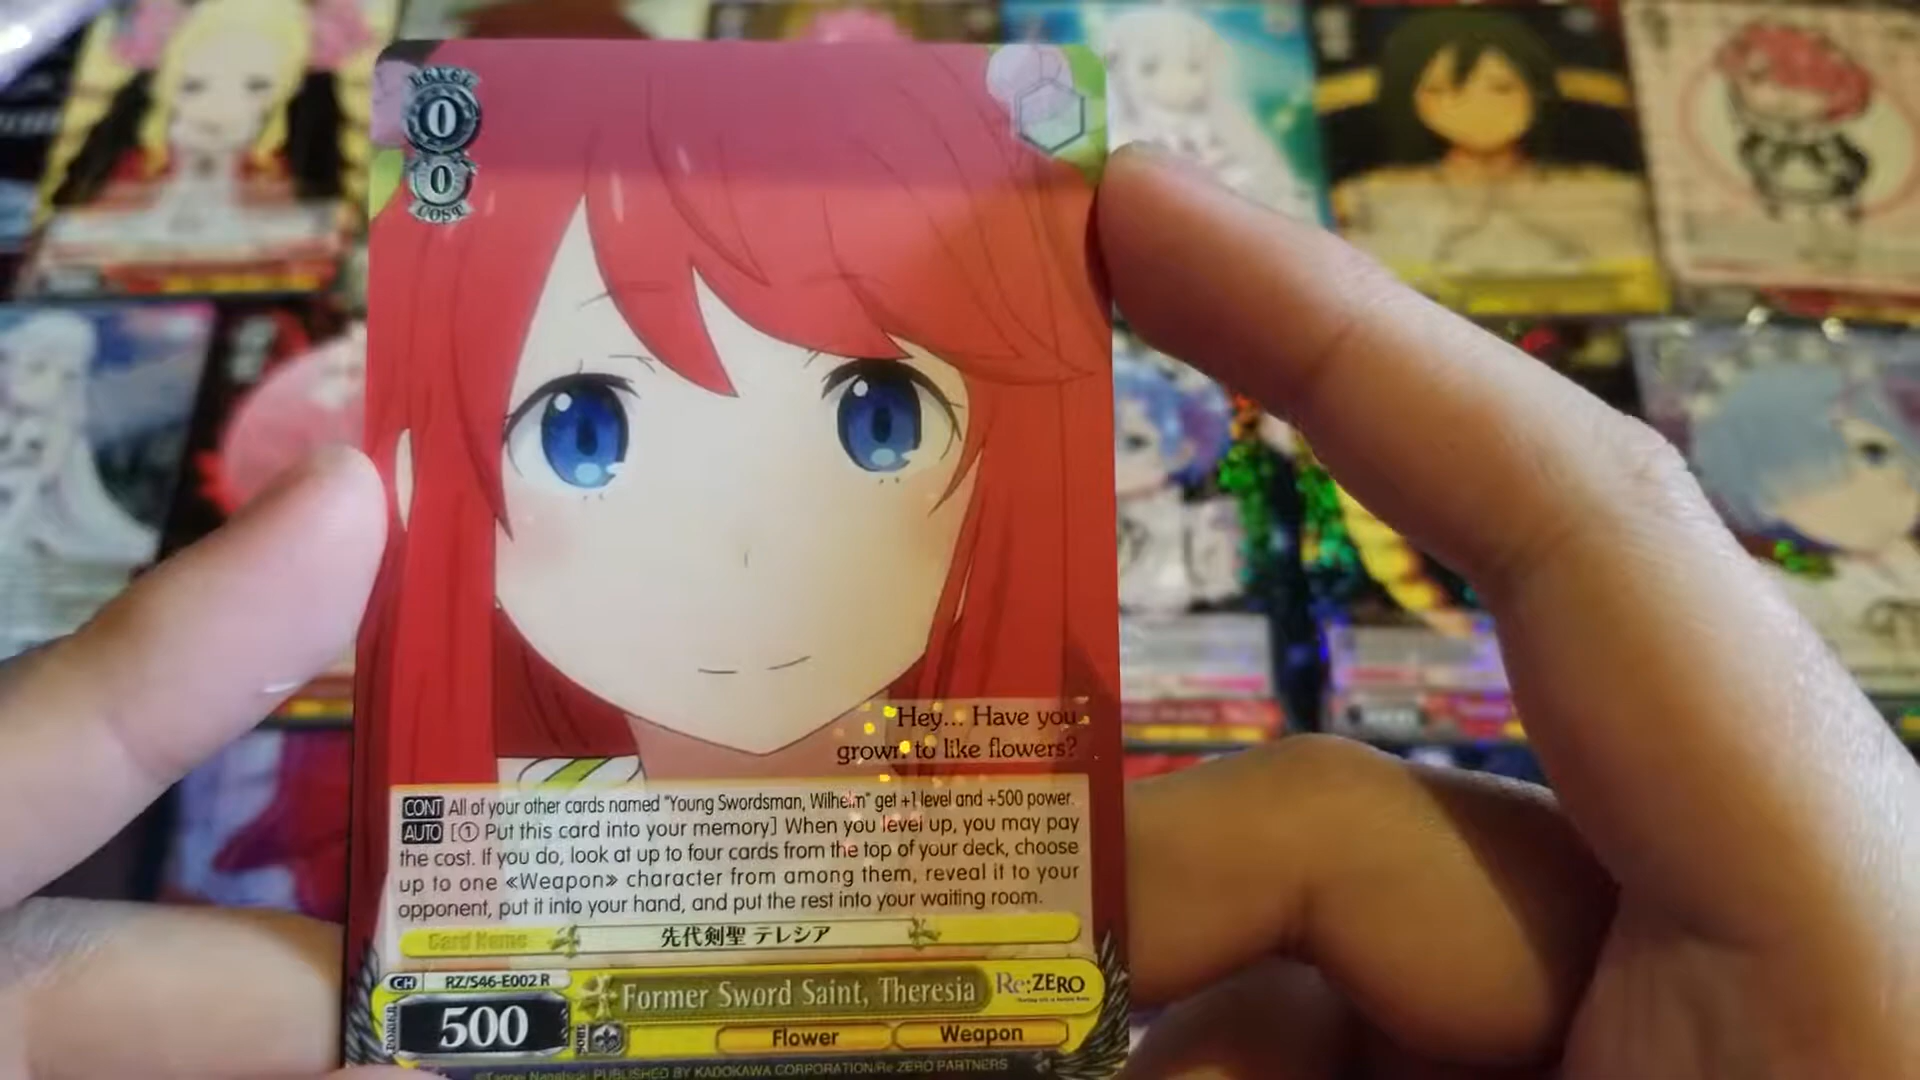 LEVEL
0
0
COST
Hey... Have you
grown to like flowers?
CONT All of your other cards named "Young Swordsman, Wilhelm" get +1 level and +500 power.
AUTO [① Put this card into your memory] When you level up, you may pay
the cost. If you do, look at up to four cards from the top of your deck, choose
up to one «Weapon» character from among them, reveal it to your
opponent, put it into your hand, and put the rest into your waiting room.
Card Name 先代剣聖 テレシア
CH RZ/S46-E002 R
Former Sword Saint, Theresia Re:ZERO
POWER 500 SOUL Flower Weapon
©Tappei Nagatsuki, PUBLISHED BY KADOKAWA CORPORATION/Re ZERO PARTNERS